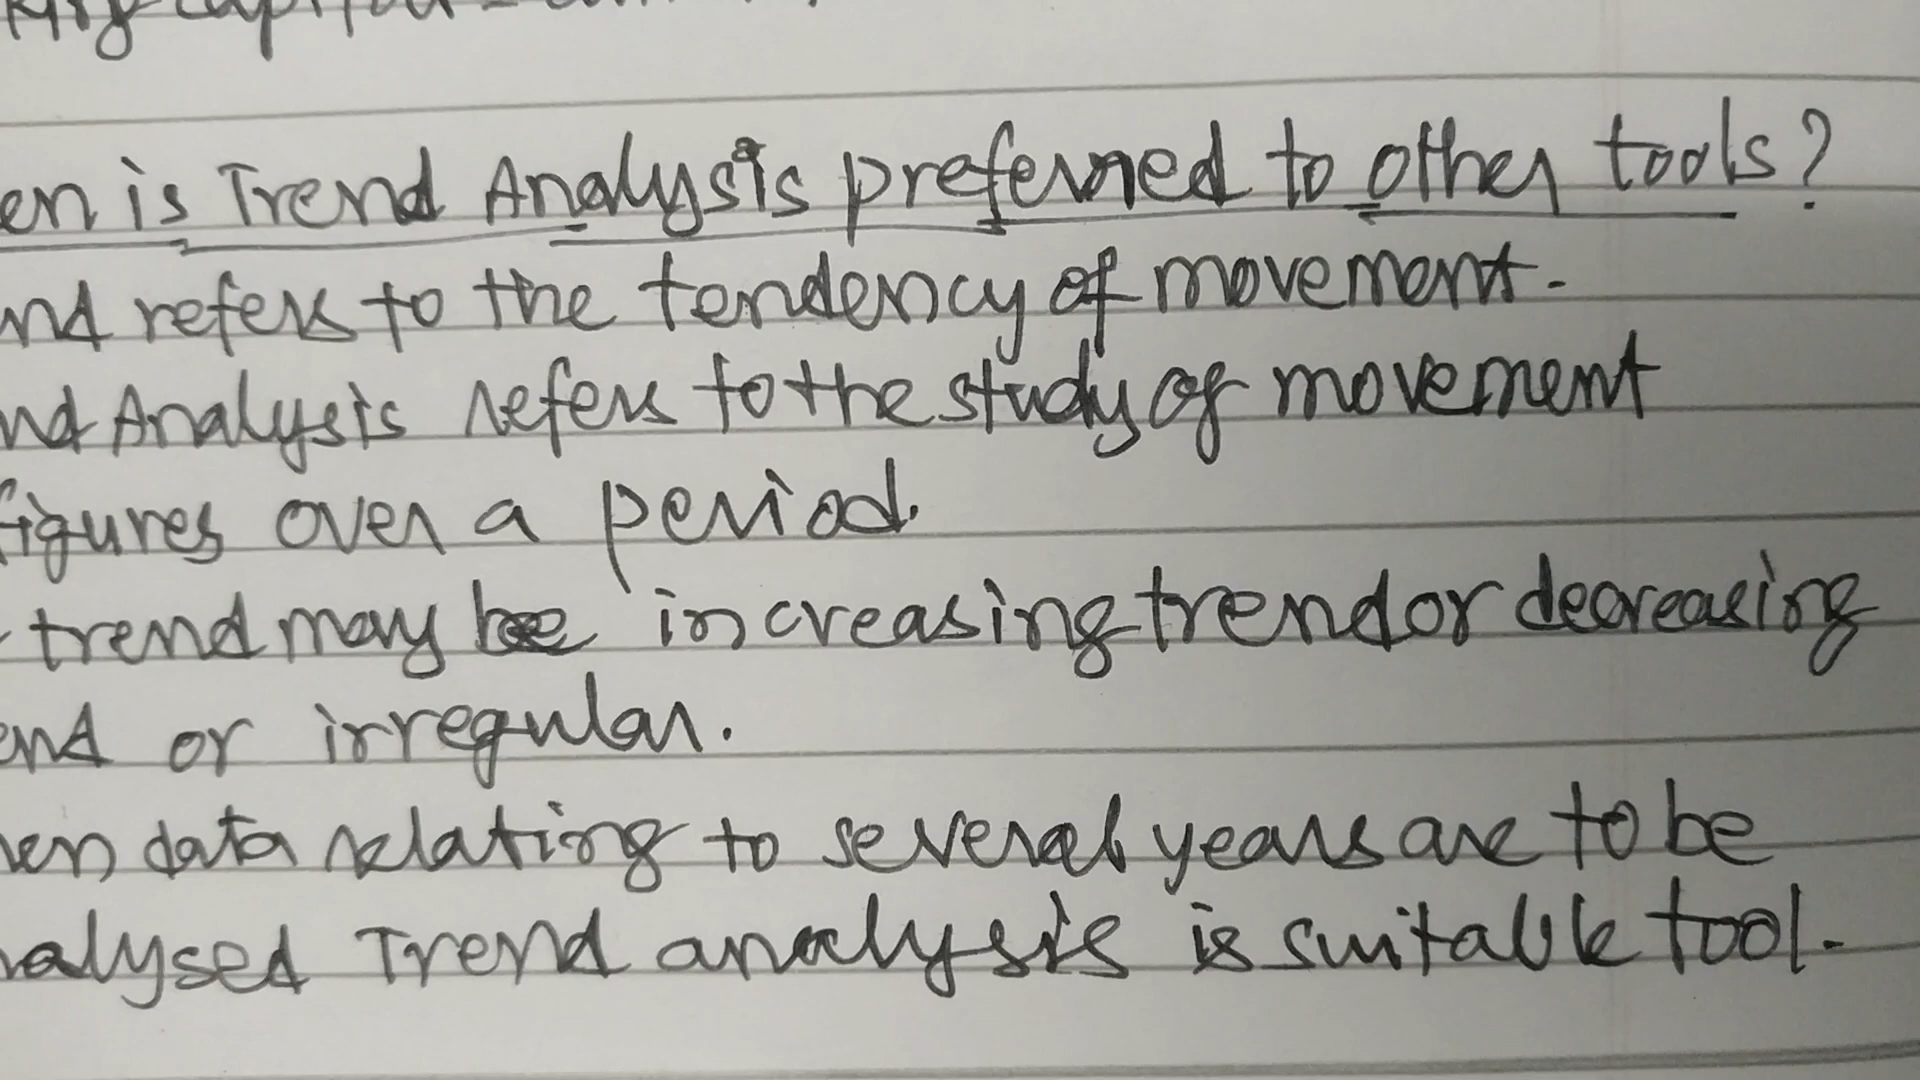 en is Trend Analysis preferred to other tools?
nd refers to the tendency of movement.
nd Analysis refers to the study of movement
figures over a period.
trend may be increasing trend or decreasing
end or irregular.
en data relating to several years are to be
alysed Trend analysis is suitable tool.